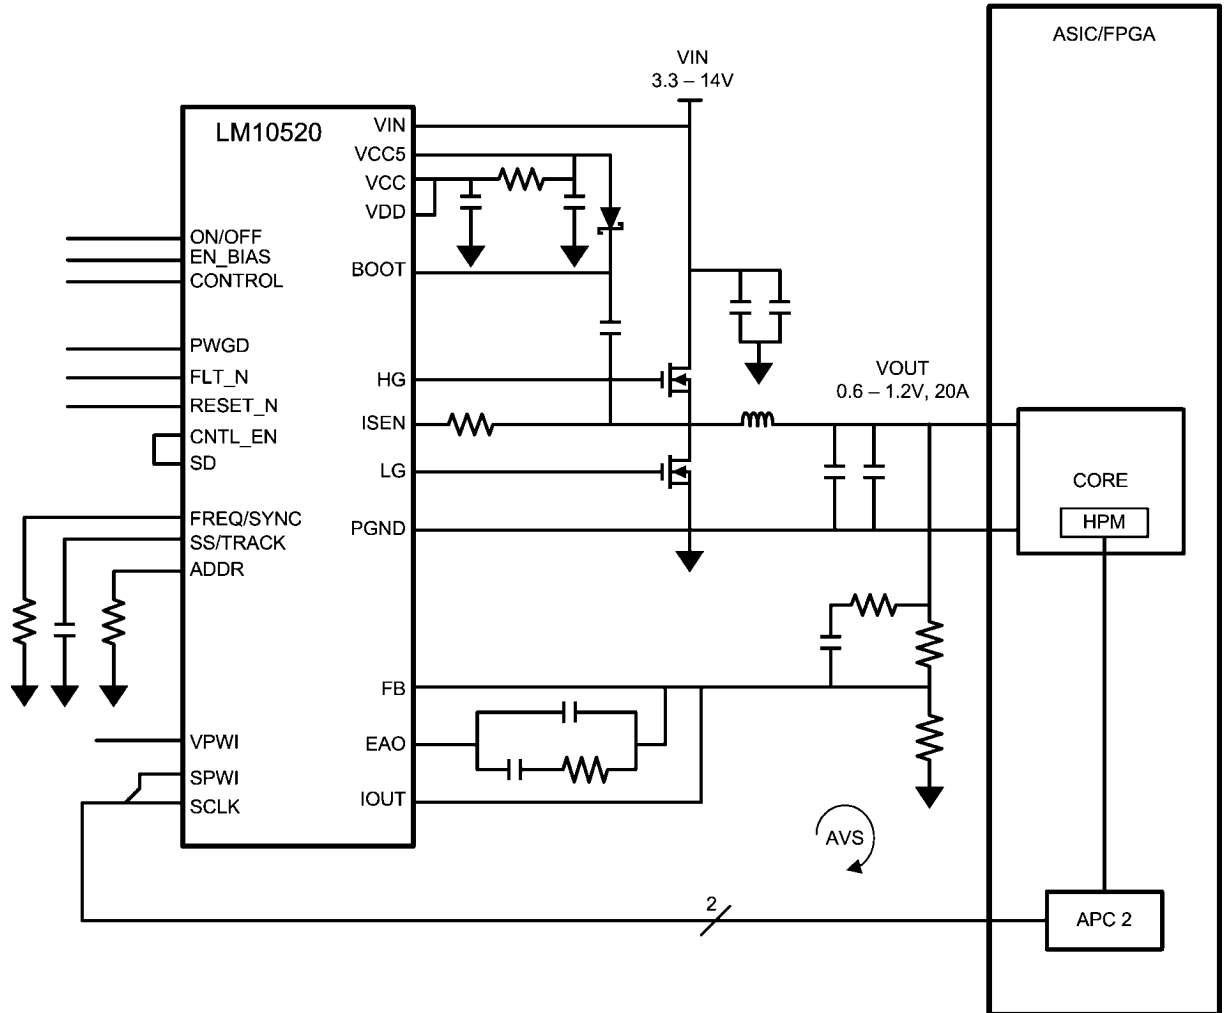 ASIC/FPGA
VIN
3.3 – 14V
LM10520
VIN
VCC5
VCC
VDD
ON/OFF
EN_BIAS
CONTROL
BOOT
PWGD
FLT_N
RESET_N
CNTL_EN
SD
HG
ISEN
LG
PGND
VOUT
0.6 – 1.2V, 20A
CORE
HPM
FREQ/SYNC
SS/TRACK
ADDR
FB
EAO
IOUT
VPWI
SPWI
SCLK
AVS
2
APC 2